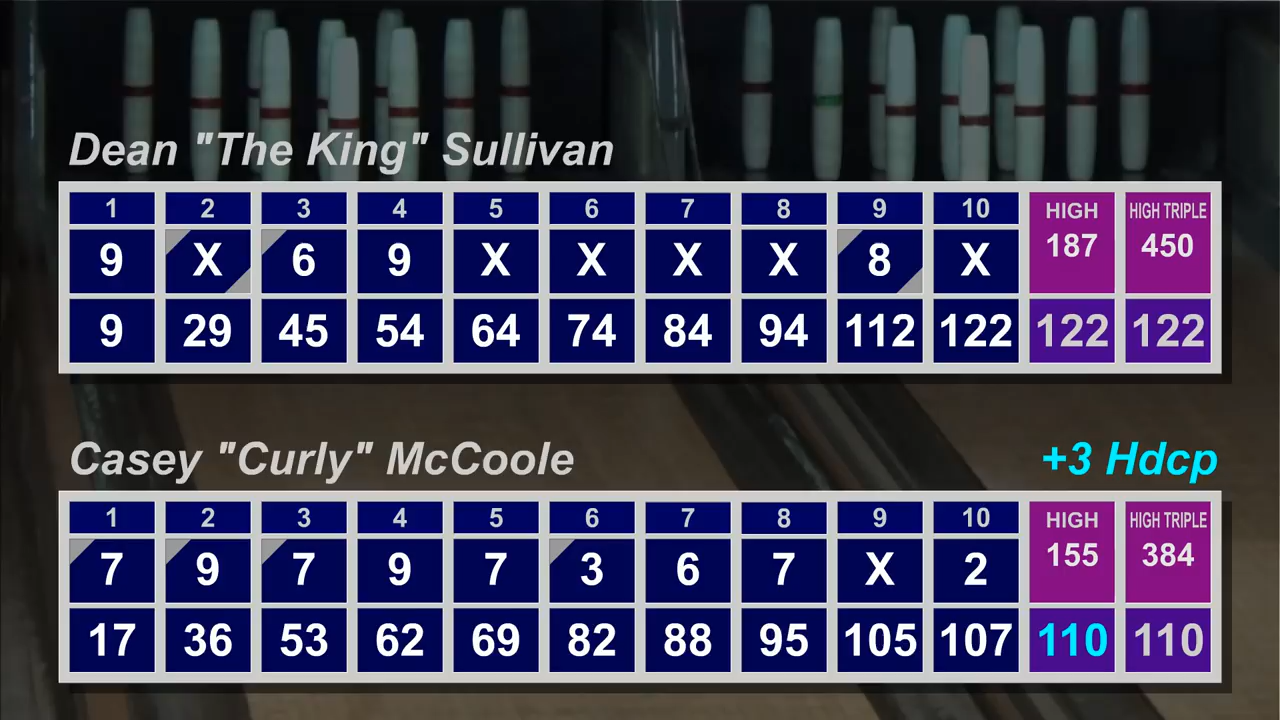 Dean "The King" Sullivan
1 2 3 4 5 6 7 8 9 10 HIGH HIGH TRIPLE
9 X 6 9 X X X X 8 X 187 450
9 29 45 54 64 74 84 94 112 122 122 122
Casey "Curly" McCoole +3 Hdcp
1 2 3 4 5 6 7 8 9 10 HIGH HIGH TRIPLE
7 9 7 9 7 3 6 7 X 2 155 384
17 36 53 62 69 82 88 95 105 107 110 110